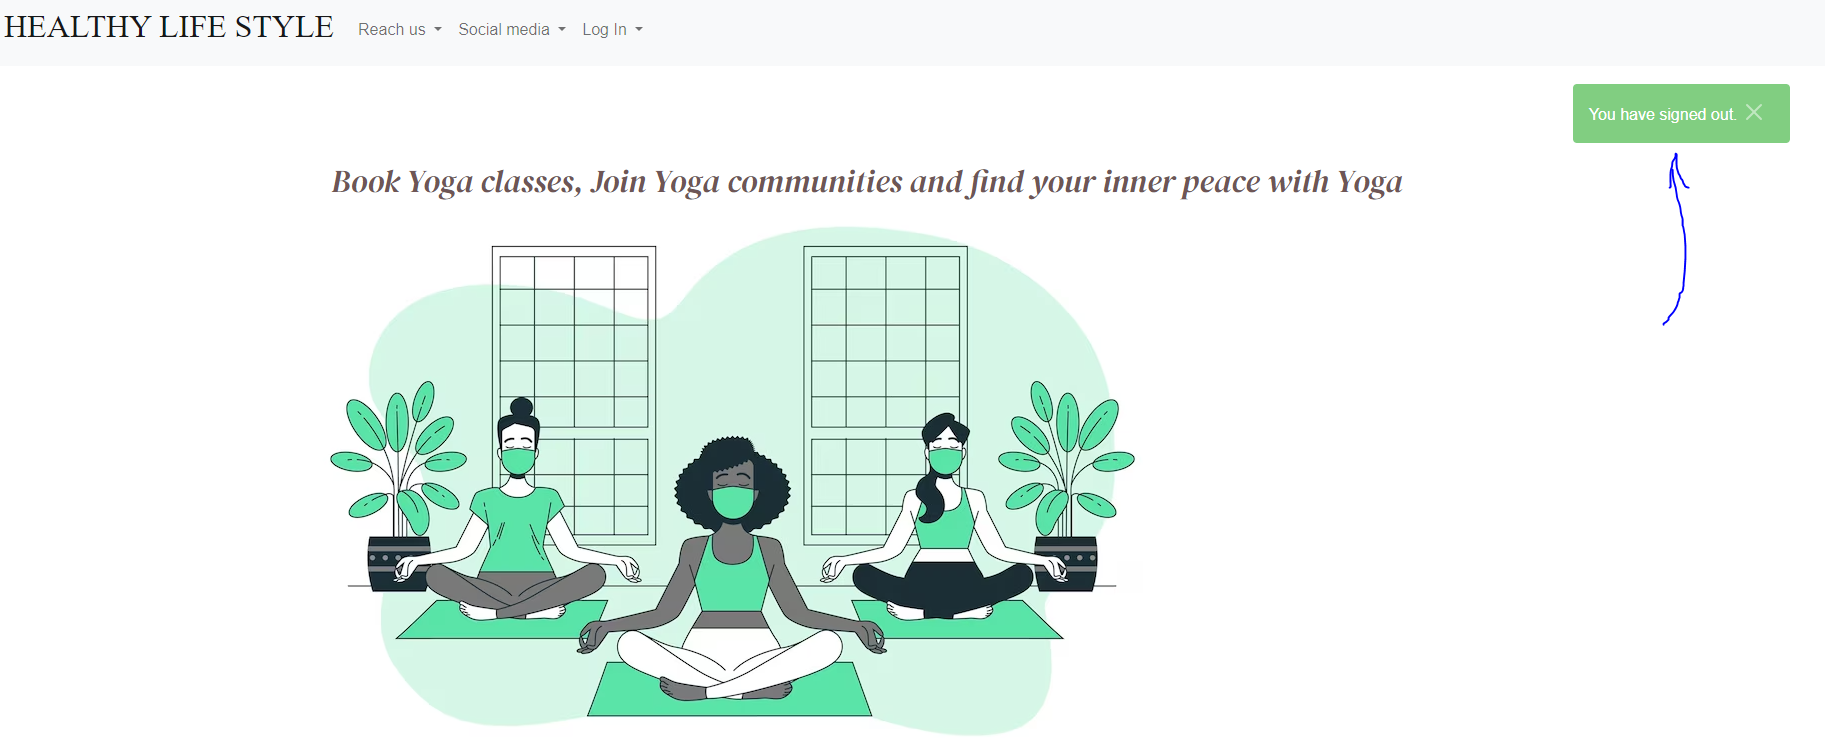 HEALTHY LIFE STYLE Reach us Social media Log In
You have signed out.
Book Yoga classes, Join Yoga communities and find your inner peace with Yoga